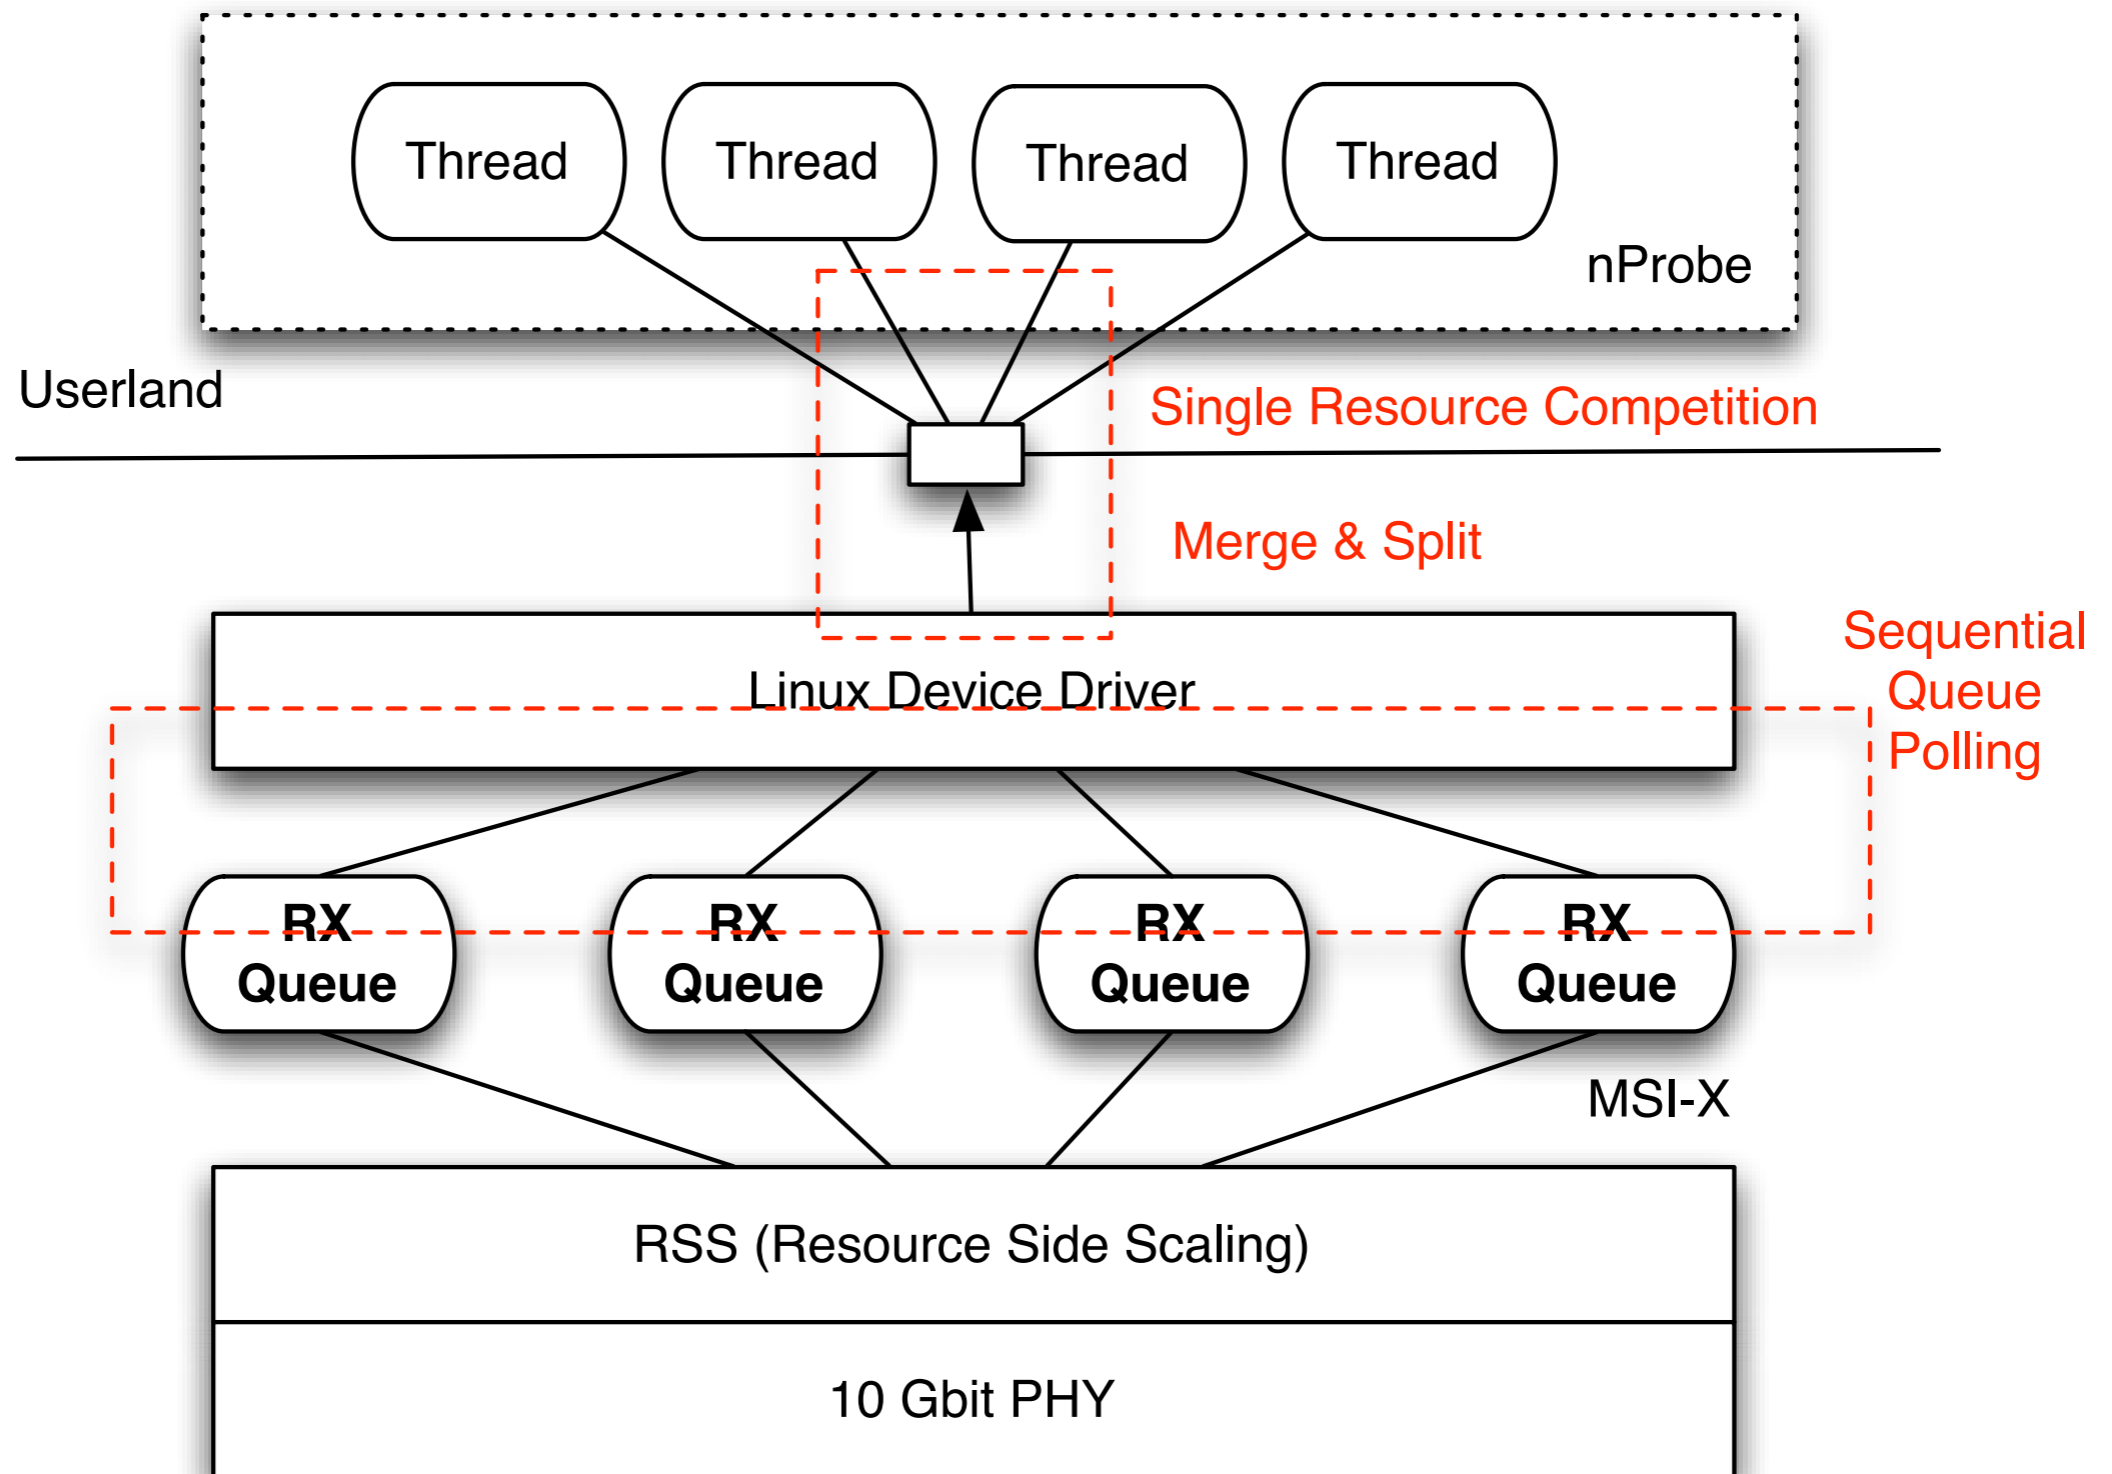 Thread
Thread
Thread
Thread
nProbe
Userland
Single Resource Competition
Merge & Split
Sequential
Queue
Polling
Linux Device Driver
RX
Queue
RX
Queue
RX
Queue
RX
Queue
MSI-X
RSS (Resource Side Scaling)
10 Gbit PHY